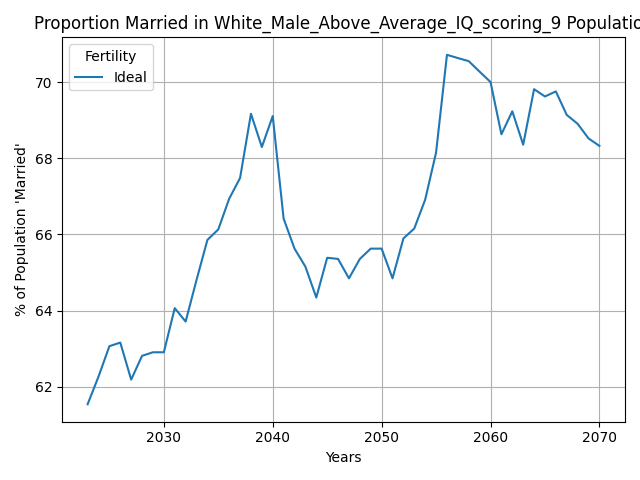 Proportion Married in White_Male_Above_Average_IQ_scoring_9 Populatio
Fertility
Ideal
70
68
66
64
62
% of Population 'Married'
2030 2040 2050 2060 2070
Years